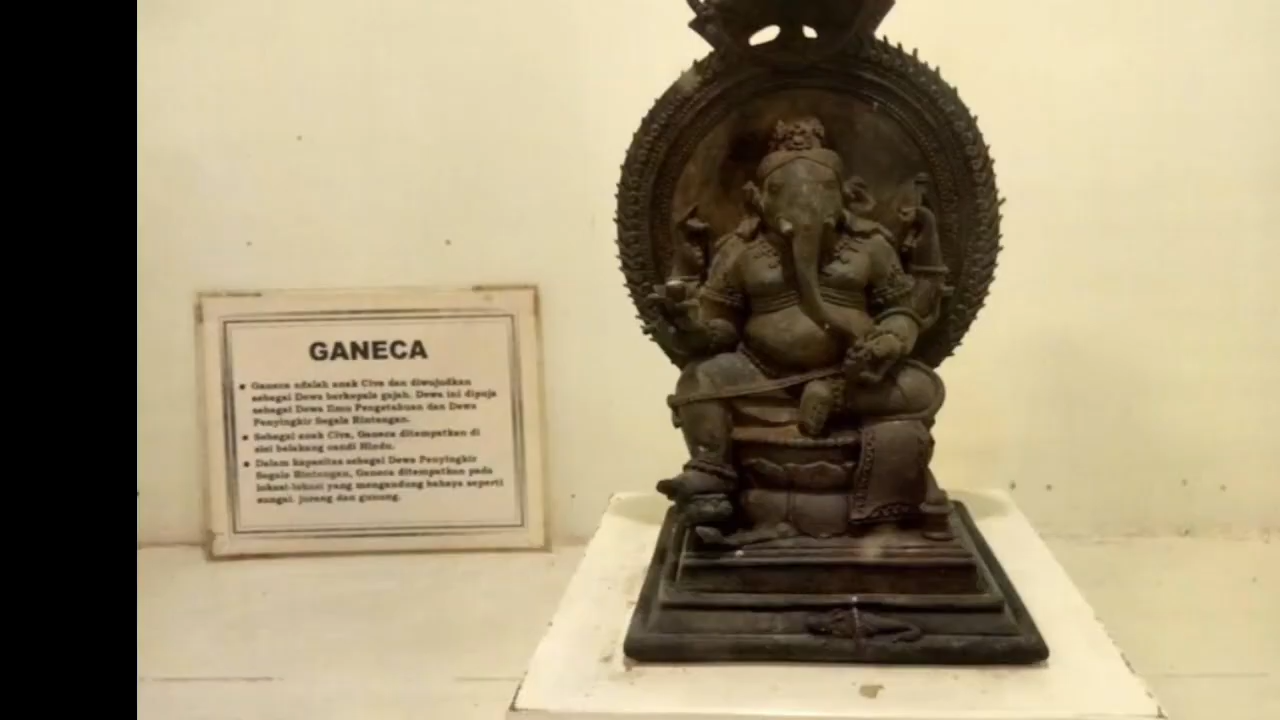 GANECA
• Ganeca adalah anak Civa dan diwujudkan
sebagai Dewa berkepala gajah. Dewa ini dipuja
sebagai Dewa Ilmu Pengetahuan dan Dewa
Penyingkir Segala Rintangan.
• Sebagai anak Civa, Ganeca ditempatkan di
sisi belakang candi Hindu.
• Dalam kapasitas sebagai Dewa Penyingkir
Segala Rintangan, Ganeca ditempatkan pada
lokasi-lokasi yang mengandung bahaya seperti
sungai, jurang dan gunung.